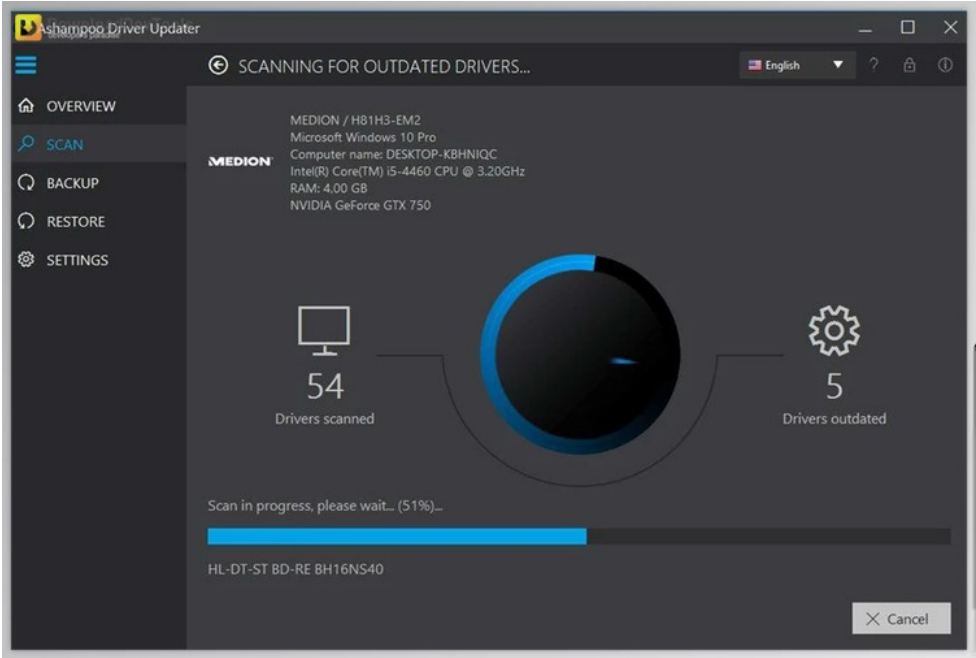 Ashampoo Driver Updater
SCANNING FOR OUTDATED DRIVERS...
English
OVERVIEW
SCAN
BACKUP
RESTORE
SETTINGS
MEDION
MEDION / H81H3-EM2
Microsoft Windows 10 Pro
Computer name: DESKTOP-KBHNIQC
Intel(R) Core(TM) i5-4460 CPU @ 3.20GHz
RAM: 4,00 GB
NVIDIA GeForce GTX 750
54
Drivers scanned
5
Drivers outdated
Scan in progress, please wait... (51%)...
HL-DT-ST BD-RE BH16NS40
Cancel